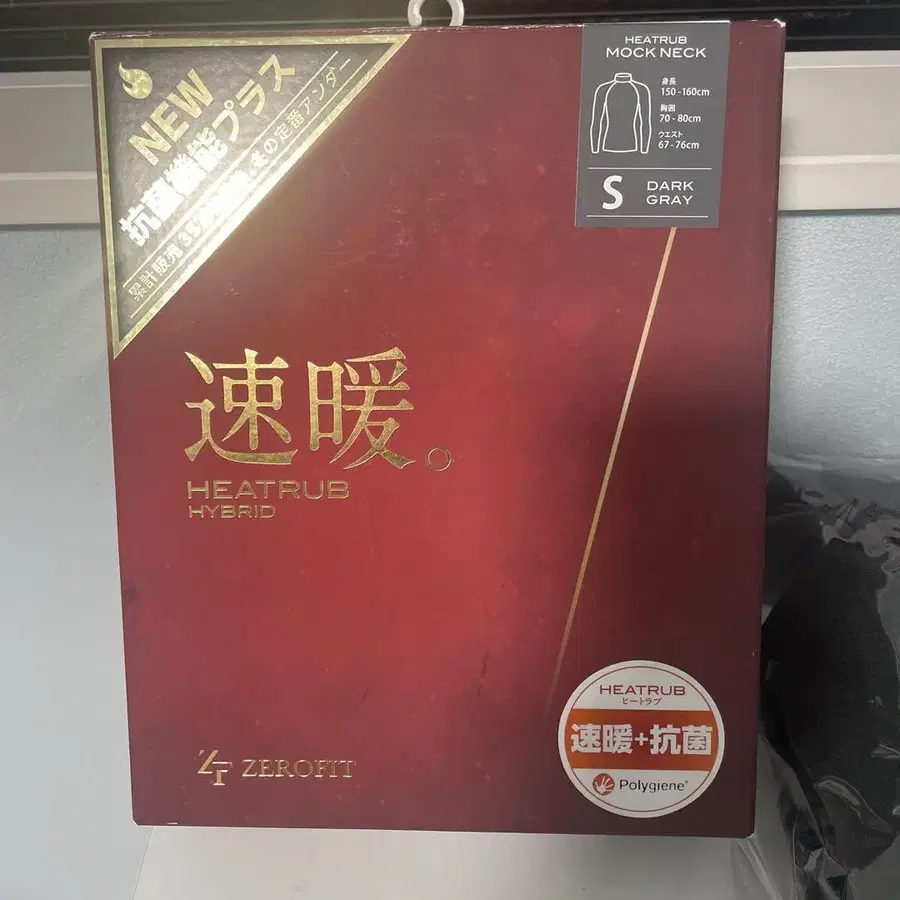 NEW
抗菌機能プラス
累計販売 の定番アンダー
HEATRUB
MOCK NECK
身長
150 - 160cm
胸囲
70 - 80cm
ウエスト
67 - 76cm
S
DARK
GRAY
速暖。
HEATRUB
HYBRID
ZEROFIT
HEATRUB
ヒートラブ
速暖+抗菌
Polygiene®